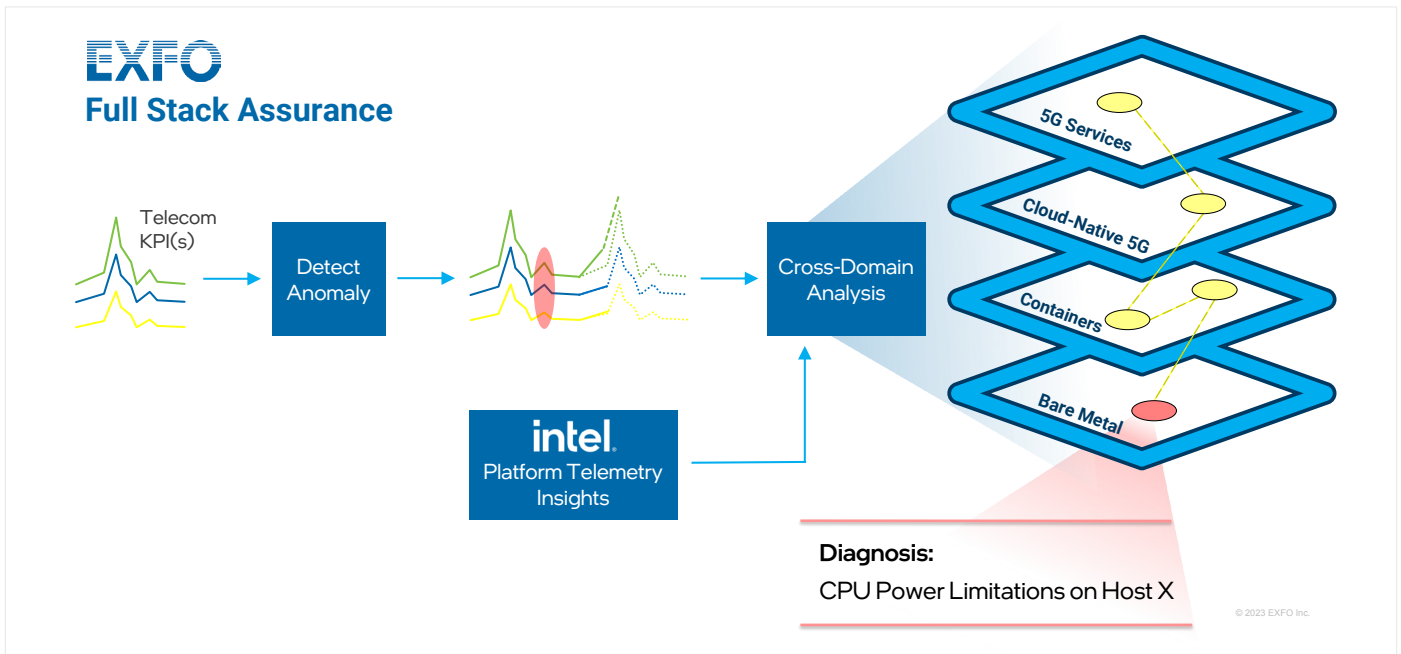 EXFO
Full Stack Assurance
Telecom
KPI(s)
Detect
Anomaly
Cross-Domain
Analysis
5G Services
Cloud-Native 5G
Containers
Bare Metal
intel.
Platform Telemetry
Insights
Diagnosis:
CPU Power Limitations on Host X
© 2023 EXFO Inc.